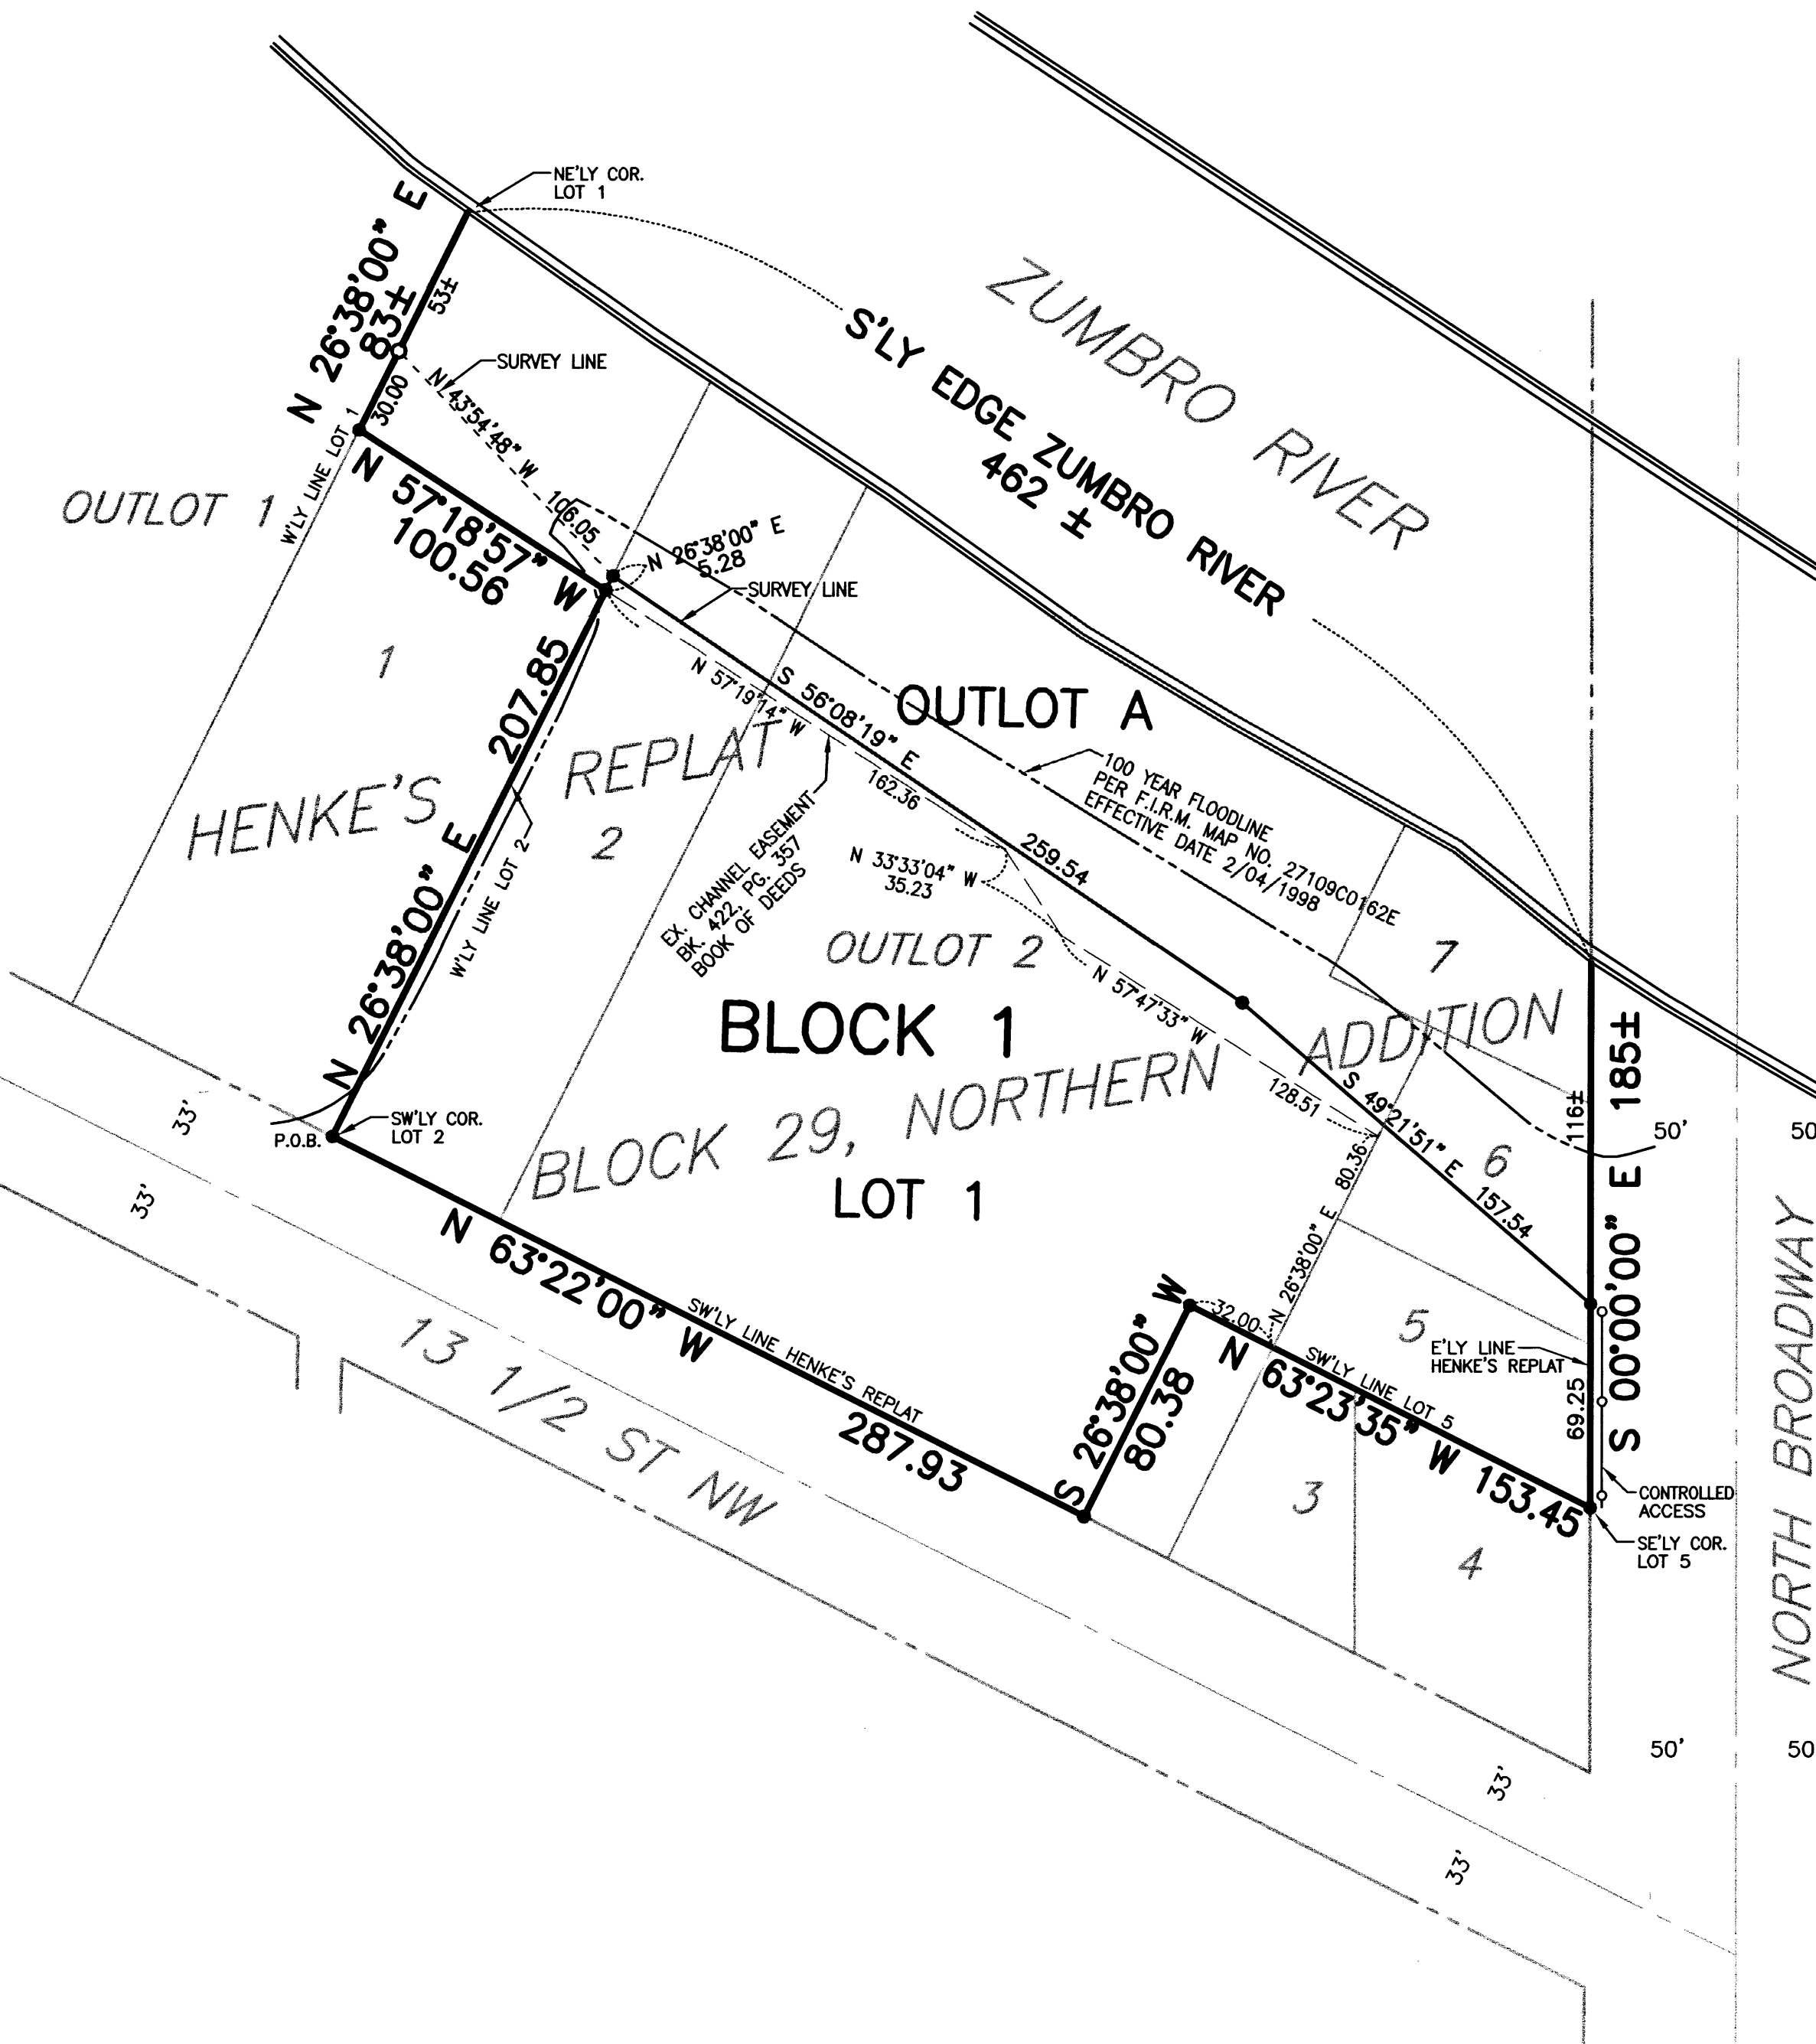 NE'LY COR.
LOT 1
N 26°38'00" E
83±
53±
30.00
SURVEY LINE
N 43°54'48" W
106.05
W'LY LINE LOT 1
OUTLOT 1
N 57°18'57" W
100.56
N 26°38'00" E
5.28
SURVEY LINE
ZUMBRO RIVER
S'LY EDGE ZUMBRO RIVER
462 ±
OUTLOT A
100 YEAR FLOODLINE
PER F.I.R.M. MAP NO. 27109C0162E
EFFECTIVE DATE 2/04/1998
N 57°19'14" W
162.36
S 56°08'19" E
259.54
1
HENKE'S
REPLAT
2
N 26°38'00" E
207.85
W'LY LINE LOT 2
EX. CHANNEL EASEMENT
BK. 422, PG. 357
BOOK OF DEEDS
N 33°33'04" W
35.23
OUTLOT 2
N 57°47'33" W
128.51
BLOCK 1
BLOCK 29, NORTHERN
ADDITION
7
LOT 1
S 49°21'51" E
157.54
6
116±
S 00°00'00" E 185±
50'
50
P.O.B.
SW'LY COR.
LOT 2
33'
33'
N 63°22'00" W
SW'LY LINE HENKE'S REPLAT
287.93
13 1/2 ST NW
S 26°38'00" W
80.38
32.00
N 26°38'00" E 80.36
5
E'LY LINE
HENKE'S REPLAT
69.25
N 63°23'35" W 153.45
SW'LY LINE LOT 5
3
4
CONTROLLED
ACCESS
SE'LY COR.
LOT 5
NORTH BROADWAY
50'
50
33'
33'